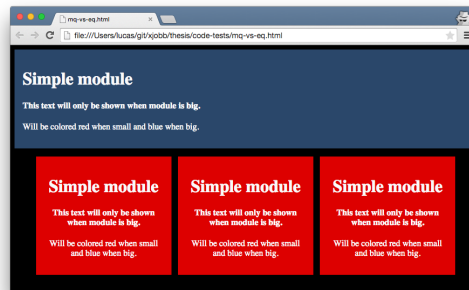 mq-vs-eq.html
file:///Users/lucas/git/xjobb/thesis/code-tests/mq-vs-eq.html
Simple module
This text will only be shown when module is big.
Will be colored red when small and blue when big.
Simple module
This text will only be shown
when module is big.
Will be colored red when small
and blue when big.
Simple module
This text will only be shown
when module is big.
Will be colored red when small
and blue when big.
Simple module
This text will only be shown
when module is big.
Will be colored red when small
and blue when big.